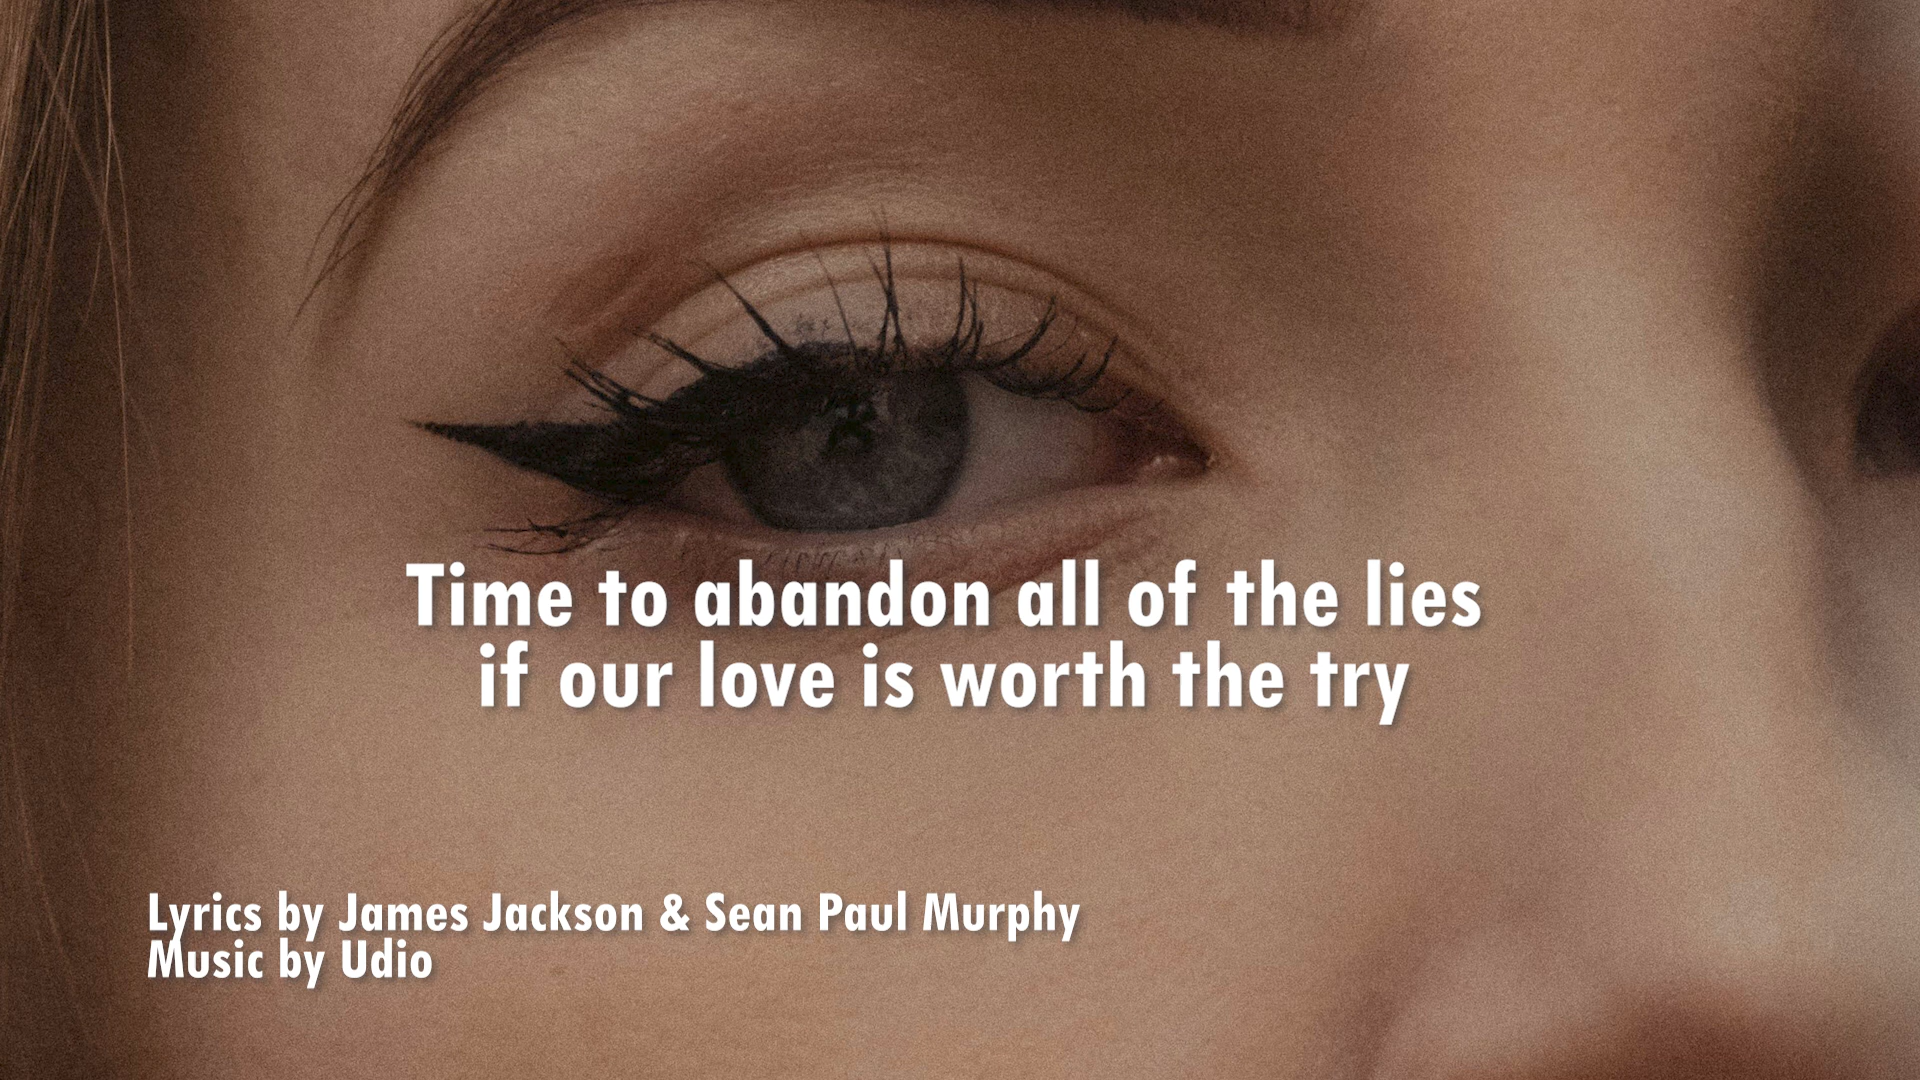 Time to abandon all of the lies
if our love is worth the try
Lyrics by James Jackson & Sean Paul Murphy
Music by Udio